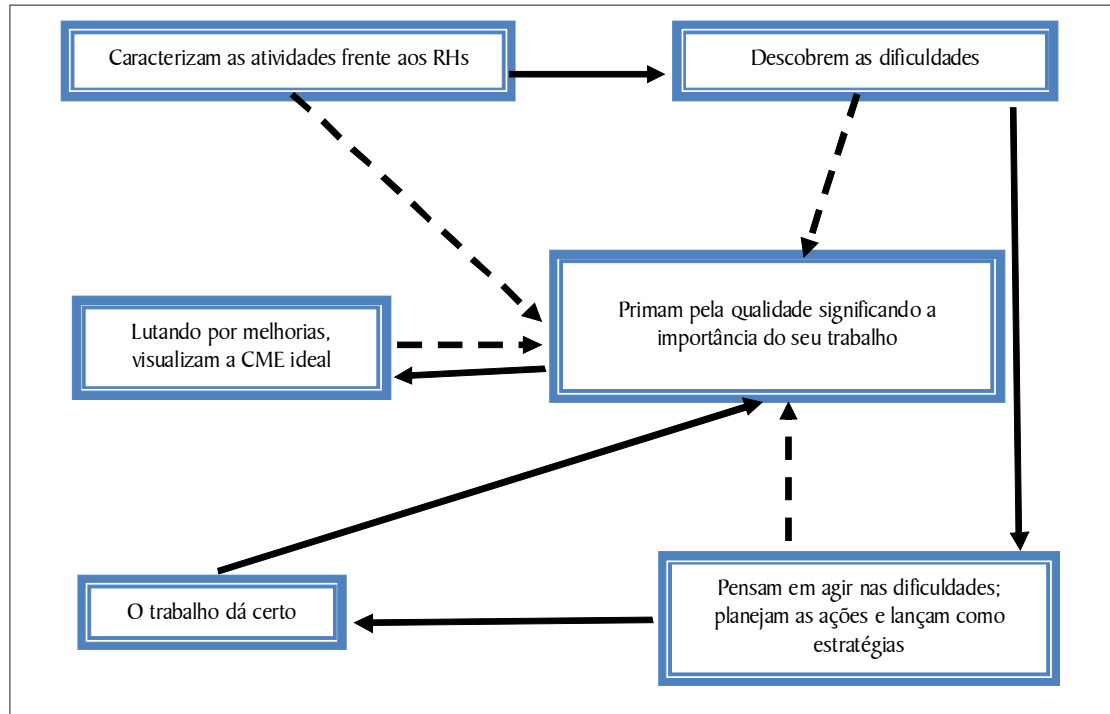 Caracterizam as atividades frente aos RHs
Descobrem as dificuldades
Primam pela qualidade significando a
importância do seu trabalho
Lutando por melhorias,
visualizam a CME ideal
O trabalho dá certo
Pensam em agir nas dificuldades;
planejam as ações e lançam como
estratégias